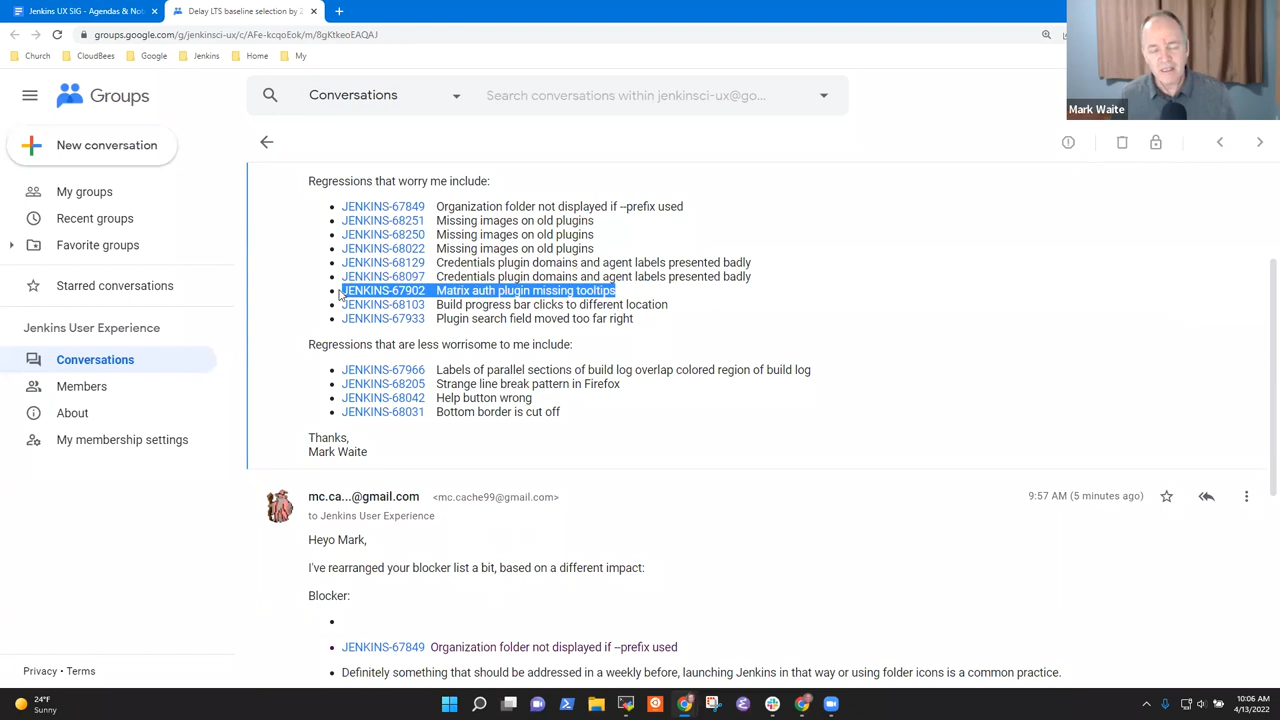 Jenkins UX SIG - Agendas & Not
Delay LTS baseline selection by 2
groups.google.com/g/jenkinsci-ux/c/AFe-kcqoEok/m/8gKtkeoEAQAJ
Church
CloudBees
Google
Jenkins
Home
My
Mark Waite
Groups
Conversations
Search conversations within jenkinsci-ux@go...
New conversation
My groups
Recent groups
Favorite groups
Starred conversations
Jenkins User Experience
Conversations
Members
About
My membership settings
Privacy • Terms
Regressions that worry me include:
JENKINS-67849 Organization folder not displayed if --prefix used
JENKINS-68251 Missing images on old plugins
JENKINS-68250 Missing images on old plugins
JENKINS-68022 Missing images on old plugins
JENKINS-68129 Credentials plugin domains and agent labels presented badly
JENKINS-68097 Credentials plugin domains and agent labels presented badly
JENKINS-67902 Matrix auth plugin missing tooltips
JENKINS-68103 Build progress bar clicks to different location
JENKINS-67933 Plugin search field moved too far right
Regressions that are less worrisome to me include:
JENKINS-67966 Labels of parallel sections of build log overlap colored region of build log
JENKINS-68205 Strange line break pattern in Firefox
JENKINS-68042 Help button wrong
JENKINS-68031 Bottom border is cut off
Thanks,
Mark Waite
mc.ca...@gmail.com <mc.cache99@gmail.com>
9:57 AM (5 minutes ago)
to Jenkins User Experience
Heyo Mark,
I've rearranged your blocker list a bit, based on a different impact:
Blocker:
JENKINS-67849 Organization folder not displayed if --prefix used
Definitely something that should be addressed in a weekly before, launching Jenkins in that way or using folder icons is a common practice.
24°F
Sunny
10:06 AM
4/13/2022